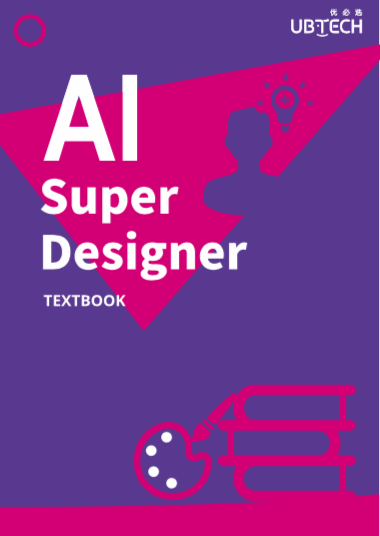 优必选
UBTECH
AI
Super
Designer
TEXTBOOK